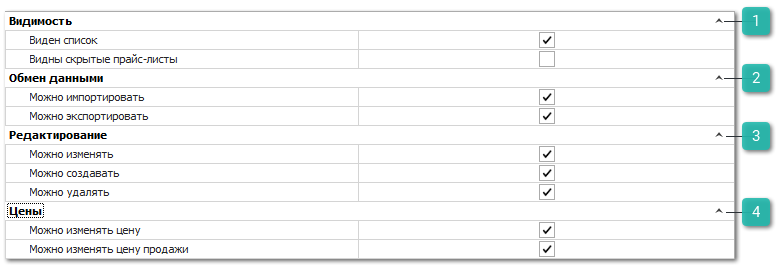 Видимость 1
Виден список
Видны скрытые прайс-листы
Обмен данными 2
Можно импортировать
Можно экспортировать
Редактирование 3
Можно изменять
Можно создавать
Можно удалять
Цены 4
Можно изменять цену
Можно изменять цену продажи